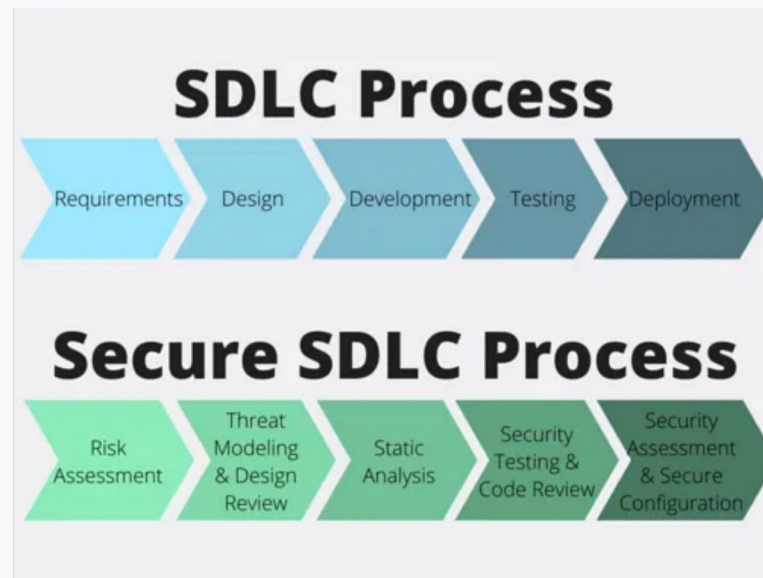 SDLC Process
Requirements
Design
Development
Testing
Deployment
Secure SDLC Process
Risk
Assessment
Threat
Modeling
& Design
Review
Static
Analysis
Security
Testing &
Code Review
Security
Assessment
& Secure
Configuration